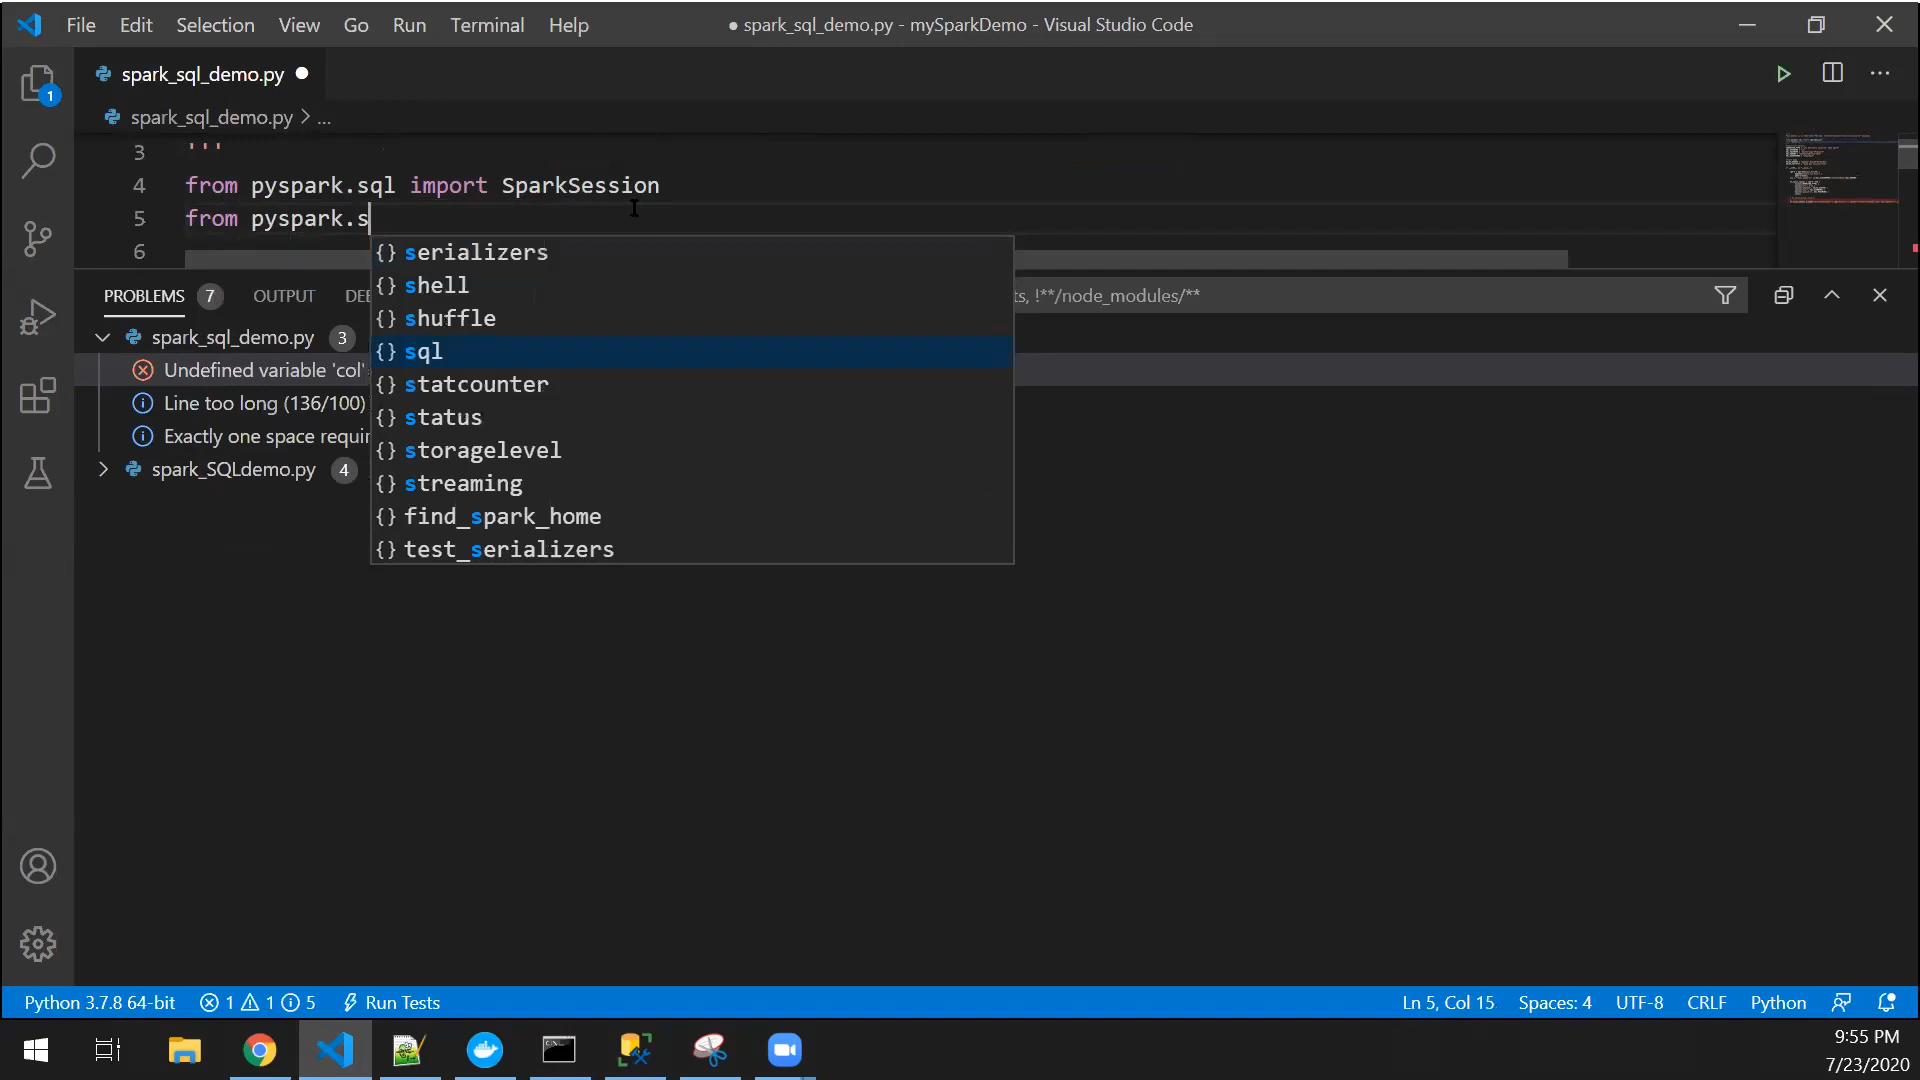 File Edit Selection View Go Run Terminal Help
● spark_sql_demo.py - mySparkDemo - Visual Studio Code
spark_sql_demo.py ●
1
spark_sql_demo.py > ...
3 '''
4 from pyspark.sql import SparkSession
5 from pyspark.s
6
{} serializers
{} shell
{} shuffle
{} sql
{} statcounter
{} status
{} storagelevel
{} streaming
{} find_spark_home
{} test_serializers
PROBLEMS 7 OUTPUT DE
ts, !**/node_modules/**
spark_sql_demo.py 3
Undefined variable 'col'
Line too long (136/100)
Exactly one space requi
spark_SQLdemo.py 4
Python 3.7.8 64-bit 1 1 5 Run Tests
Ln 5, Col 15 Spaces: 4 UTF-8 CRLF Python
9:55 PM
7/23/2020